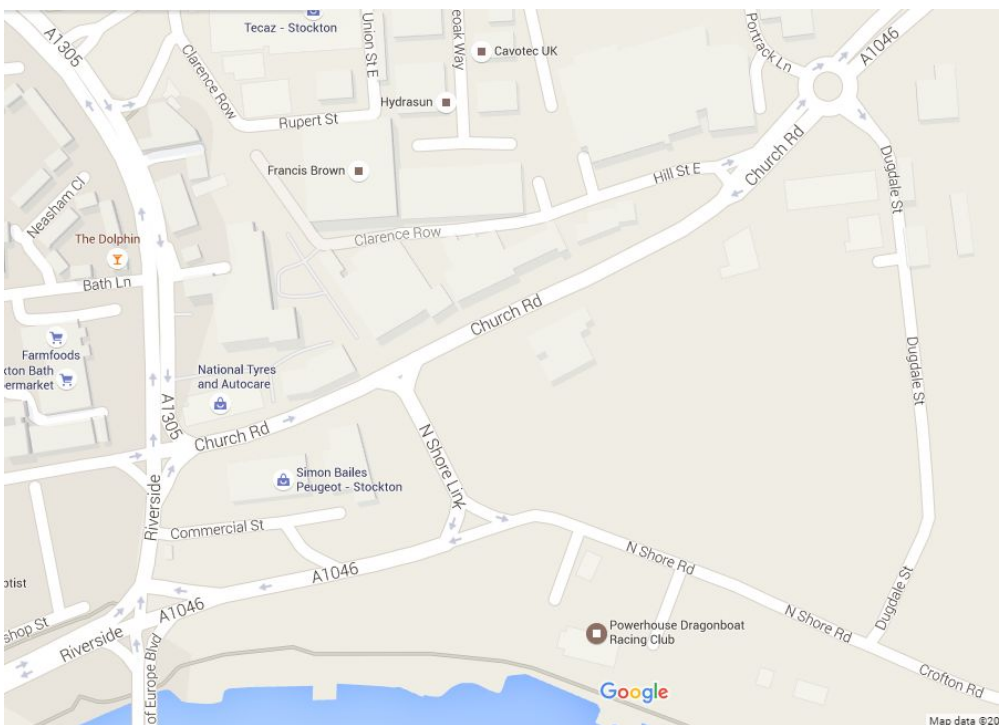 A1305
Tecaz - Stockton
Union St E
eoak Way
Cavotec UK
Portrack Ln
A1046
Clarence Row
Hydrasun
Rupert St
Church Rd
Francis Brown
Hill St E
Dugdale St
Neasham Cl
The Dolphin
Clarence Row
Bath Ln
Church Rd
Farmfoods
xton Bath
permarket
National Tyres
and Autocare
Dugdale St
A1305
Church Rd
N Shore Link
Simon Bailes
Peugeot - Stockton
Riverside
Commercial St
N Shore Rd
A1046
ptist
A1046
Dugdale St
N Shore Rd
shop St
Riverside
Powerhouse Dragonboat
Racing Club
of Europe Blvd
Crofton Rd
Google
Map data ©20